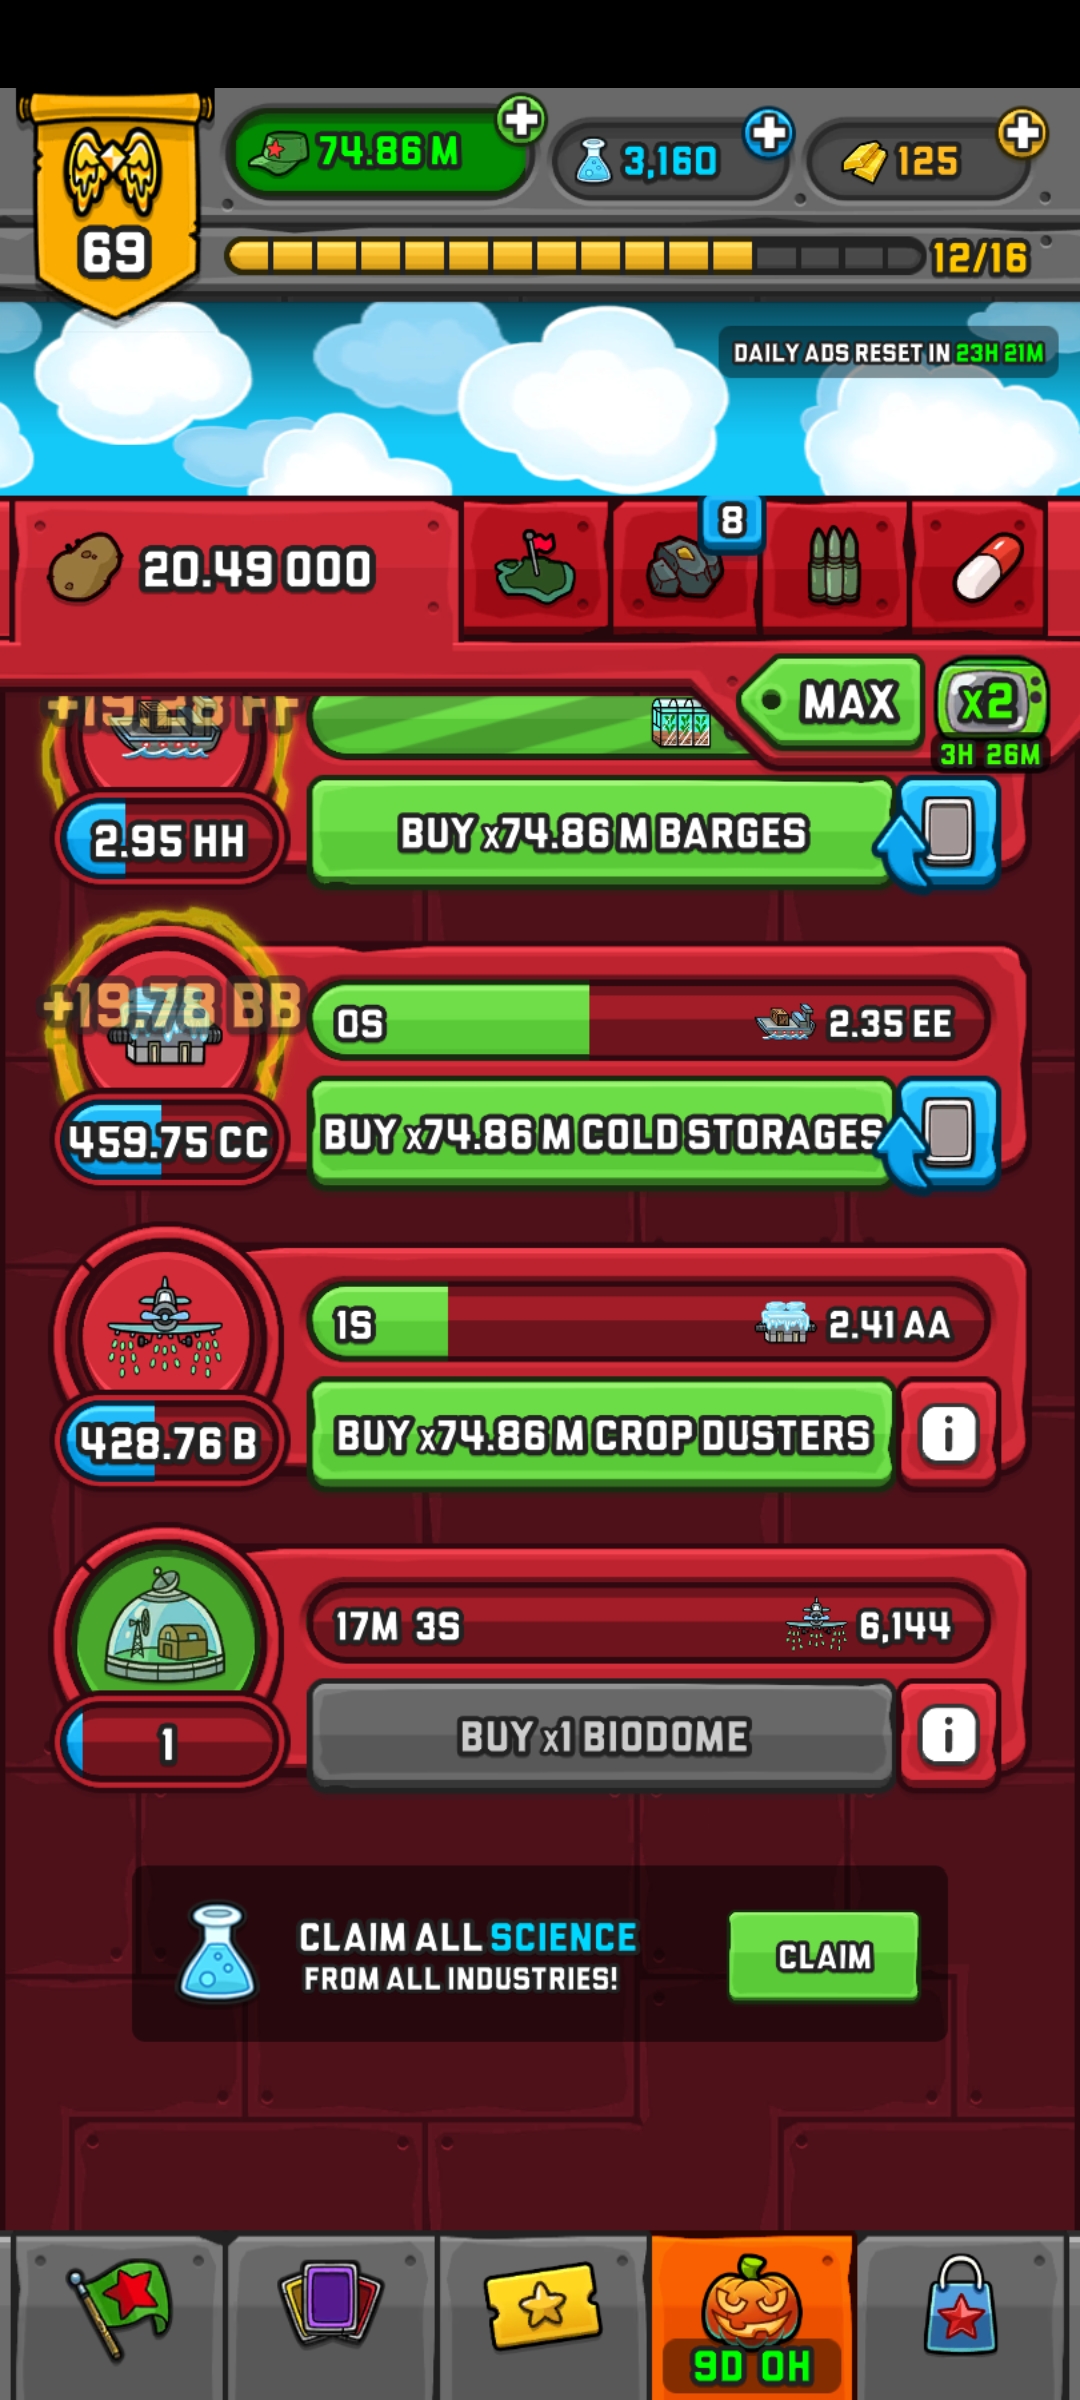 74.86 M
3,160
125
69
12/16
DAILY ADS RESET IN 23H 21M
20.49 OOO
8
MAX
x2
3H 26M
2.95 HH
BUY x74.86 M BARGES
+19.78 BB
0S
2.35 EE
459.75 CC
BUY x74.86 M COLD STORAGES
1S
2.41 AA
428.76 B
BUY x74.86 M CROP DUSTERS
i
17M 3S
6,144
1
BUY x1 BIODOME
i
CLAIM ALL SCIENCE
FROM ALL INDUSTRIES!
CLAIM
9D 0H